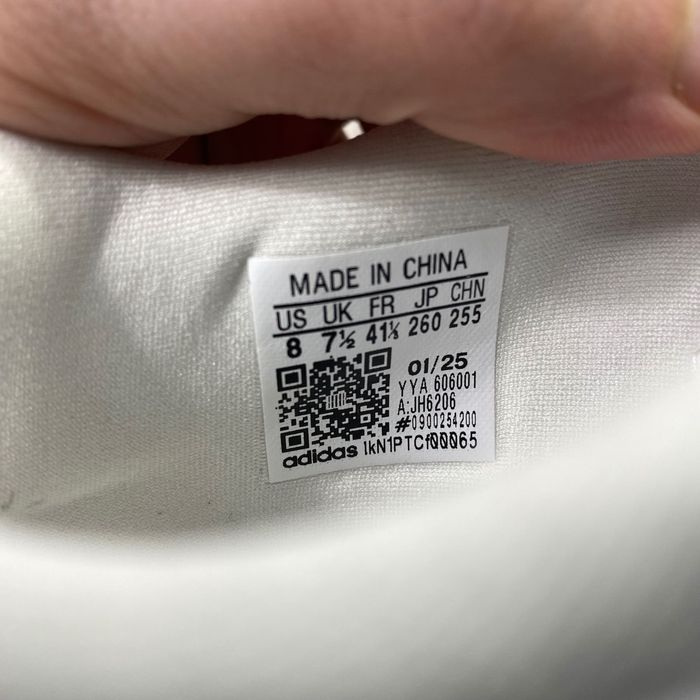 MADE IN CHINA
US UK FR JP CHN
8 7½ 41⅓ 260 255
01/25
YYA 606001
A:JH6206
#0900254200
adidas 1kN1PTCf00065